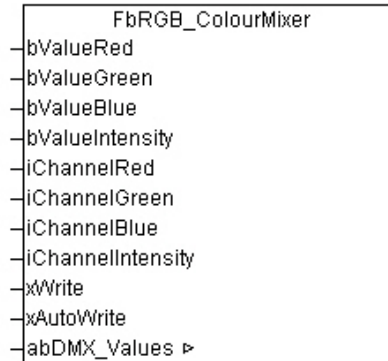 FbRGB_ColourMixer
bValueRed
bValueGreen
bValueBlue
bValueIntensity
iChannelRed
iChannelGreen
iChannelBlue
iChannelIntensity
xWrite
xAutoWrite
abDMX_Values ▹